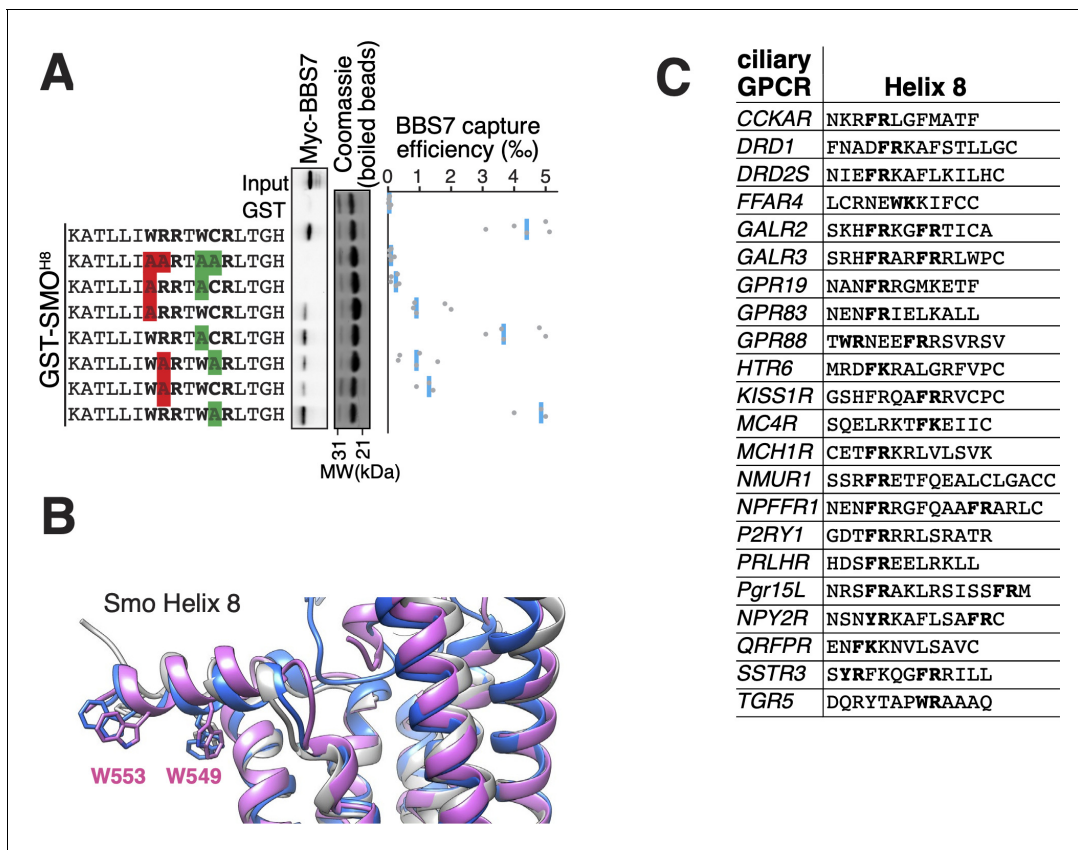 A
Myc-BBS7
Coomassie
(boiled beads)
BBS7 capture
efficiency (‰)
0 1 2 3 4 5
Input
GST
GST-SMO^H8
KATLLIWRRTWCRLTGH
KATLLIAARTAARLTGH
KATLLIARRTACRLTGH
KATLLIARRTWCRLTGH
KATLLIWRRTACRLTGH
KATLLIWARTWARLTGH
KATLLIWARTWCRLTGH
KATLLIWRRTWARLTGH
31 21
MW(kDa)
B
Smo Helix 8
W553 W549
C
ciliary
GPCR Helix 8
CCKAR NKRFRLGFMATF
DRD1 FNADFRKAFSTLLGC
DRD2S NIEFRKAFLKILHC
FFAR4 LCRNEWKKIFCC
GALR2 SKHFRKGFRTICA
GALR3 SRHFRARFRRLWPC
GPR19 NANFRRGMKETF
GPR83 NENFRIELKALL
GPR88 TWRNEEFRRSVRSV
HTR6 MRDFKRALGRFVPC
KISS1R GSHFRQAFRRVCPC
MC4R SQELRKTFKEIIC
MCH1R CETFRKRLVLSVK
NMUR1 SSRFRETFQEALCLGACC
NPFFR1 NENFRRGFQAAFRARLC
P2RY1 GDTFRRRLSRATR
PRLHR HDSFREELRKLL
Pgr15L NRSFRAKLRSISSFRM
NPY2R NSNYRKAFLSAFRC
QRFPR ENFKKNVLSAVC
SSTR3 SYRFKQGFRRILL
TGR5 DQRYTAPWRAAAQ